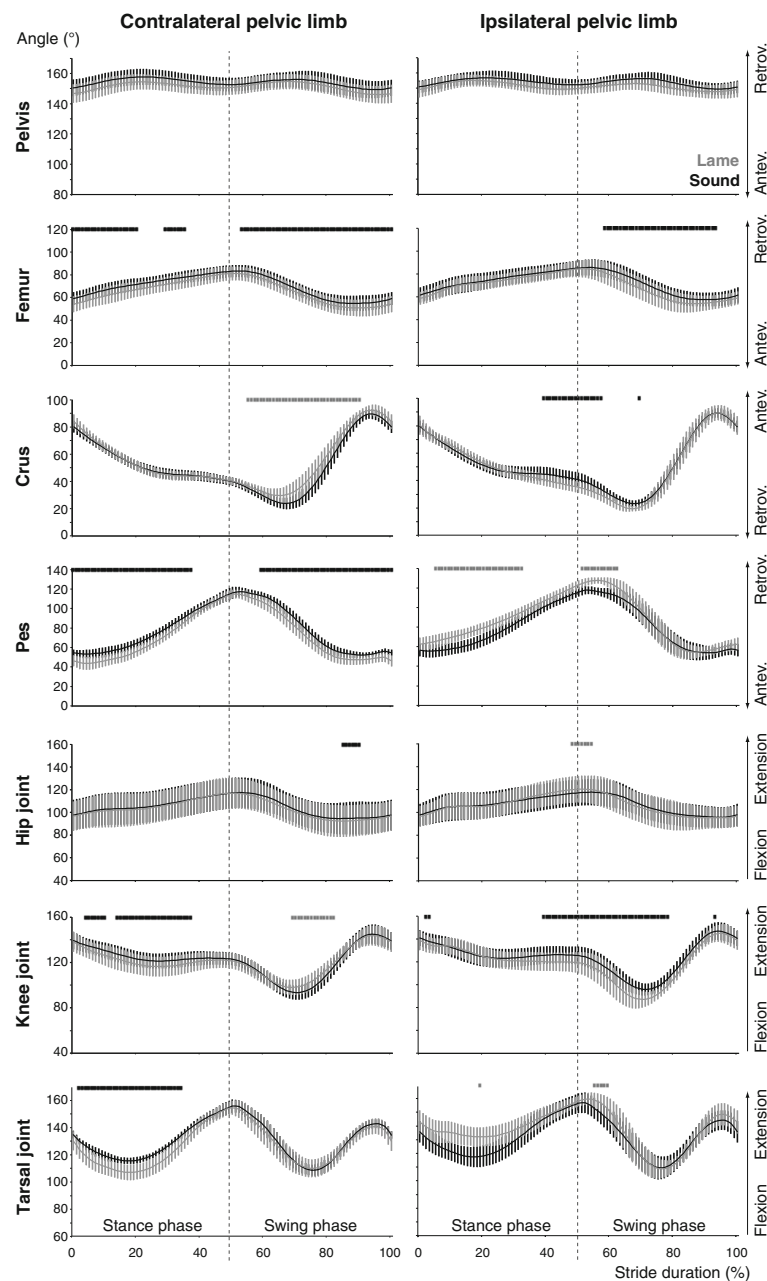 Contralateral pelvic limb
Ipsilateral pelvic limb
Angle (°)
Pelvis
160
140
120
100
80
Lame
Sound
Retrov.
Antev.
Femur
120
100
80
60
40
20
0
Retrov.
Antev.
Crus
100
80
60
40
20
0
Antev.
Retrov.
Pes
140
120
100
80
60
40
20
0
Retrov.
Antev.
Hip joint
160
140
120
100
80
60
40
Extension
Flexion
Knee joint
160
120
80
40
Extension
Flexion
Tarsal joint
160
140
120
100
80
60
Stance phase
Swing phase
Stance phase
Swing phase
Extension
Flexion
0 20 40 60 80 100
0 20 40 60 80 100
Stride duration (%)